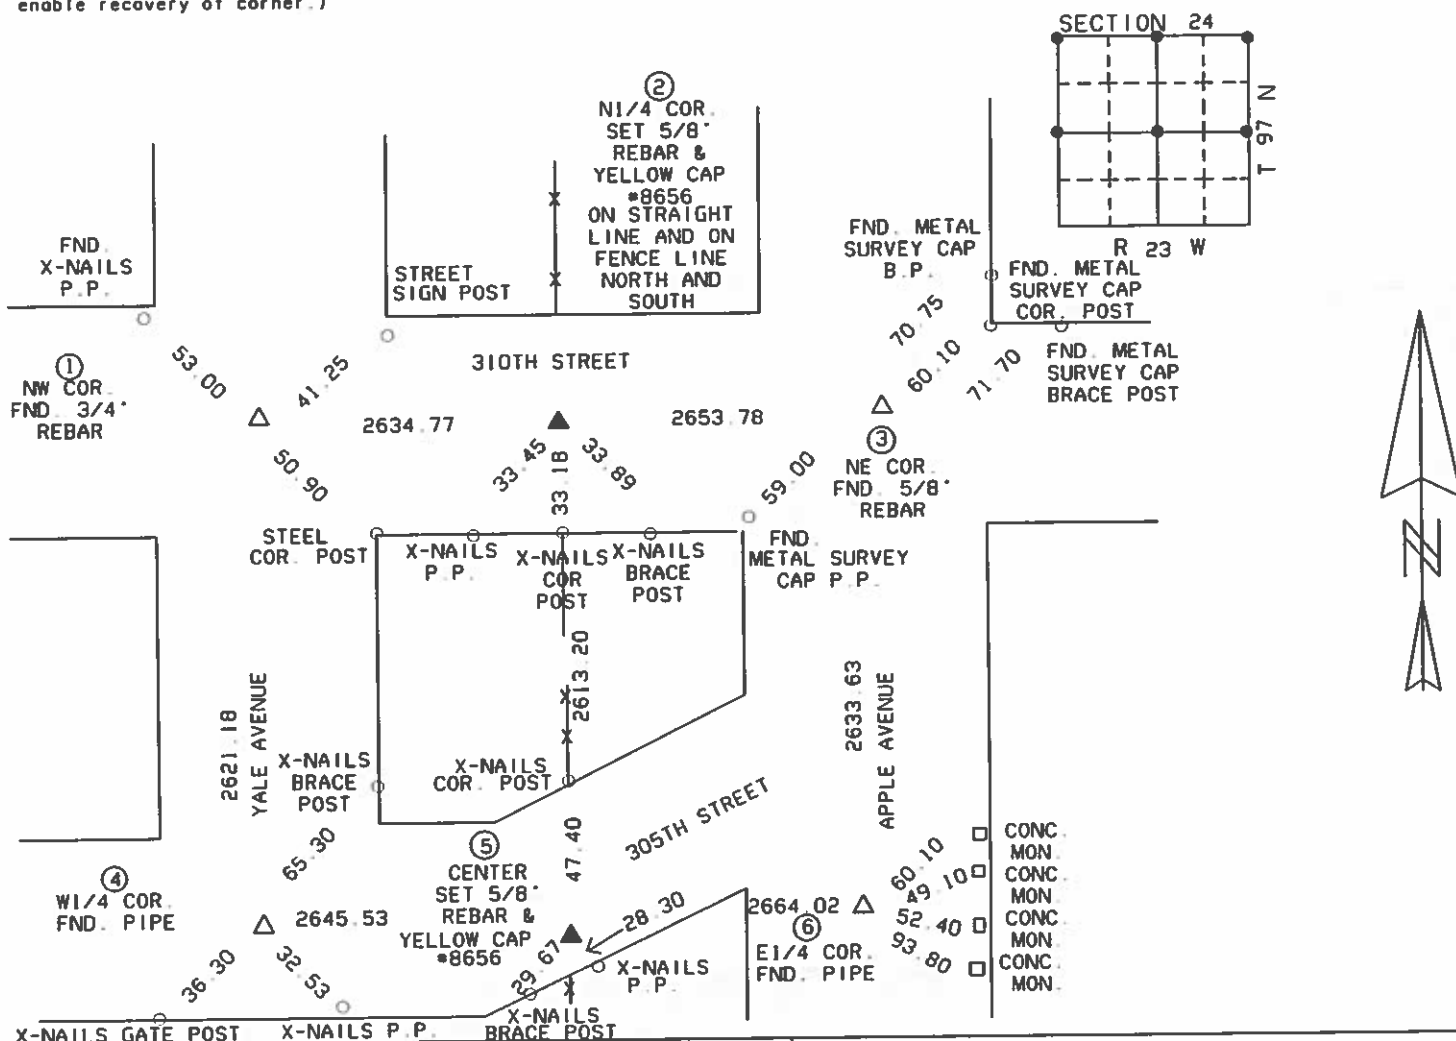 enable recovery of corner.)
SECTION 24
T 97 N
R 23 W
2
N1/4 COR.
SET 5/8"
REBAR &
YELLOW CAP
#8656
ON STRAIGHT
LINE AND ON
FENCE LINE
NORTH AND
SOUTH
FND.
X-NAILS
P.P.
STREET
SIGN POST
FND. METAL
SURVEY CAP
B.P.
FND. METAL
SURVEY CAP
COR. POST
FND. METAL
SURVEY CAP
BRACE POST
1
NW COR.
FND. 3/4"
REBAR
53.00
41.25
50.90
310TH STREET
2634.77
2653.78
70.75
60.10
71.70
59.00
3
NE COR.
FND. 5/8"
REBAR
33.45
33.18
33.89
STEEL
COR. POST
X-NAILS
P.P.
X-NAILS
COR
POST
X-NAILS
BRACE
POST
FND.
METAL SURVEY
CAP P.P.
2621.18
YALE AVENUE
2613.20
2633.63
APPLE AVENUE
X-NAILS
BRACE
POST
X-NAILS
COR. POST
305TH STREET
47.40
65.30
4
W1/4 COR.
FND. PIPE
2645.53
36.30
32.53
5
CENTER
SET 5/8"
REBAR &
YELLOW CAP
#8656
28.30
29.67
2664.02
6
E1/4 COR.
FND. PIPE
60.10
49.10
52.40
93.80
CONC.
MON.
CONC.
MON.
CONC.
MON.
CONC.
MON.
X-NAILS
P.P.
X-NAILS
BRACE POST
X-NAILS GATE POST
X-NAILS P.P.
N